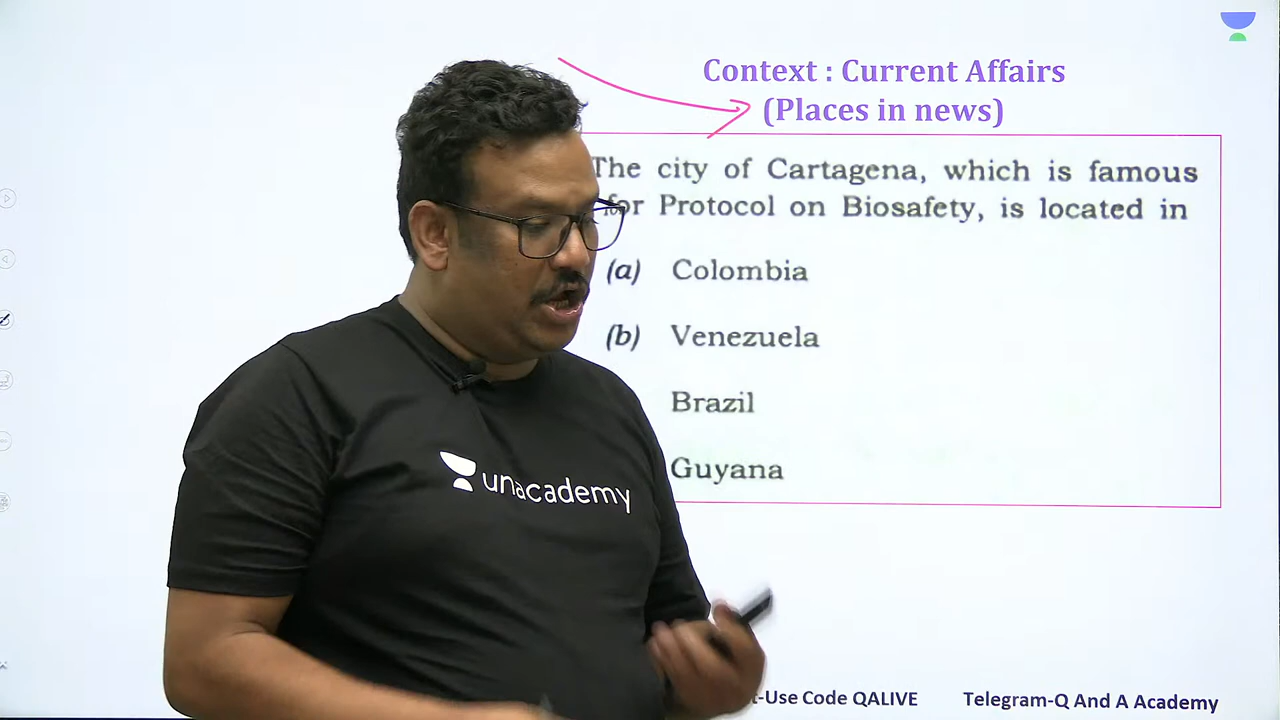 Context : Current Affairs
(Places in news)
The city of Cartagena, which is famous
for Protocol on Biosafety, is located in
(a) Colombia
(b) Venezuela
Brazil
Guyana
unacademy
-Use Code QALIVE Telegram-Q And A Academy